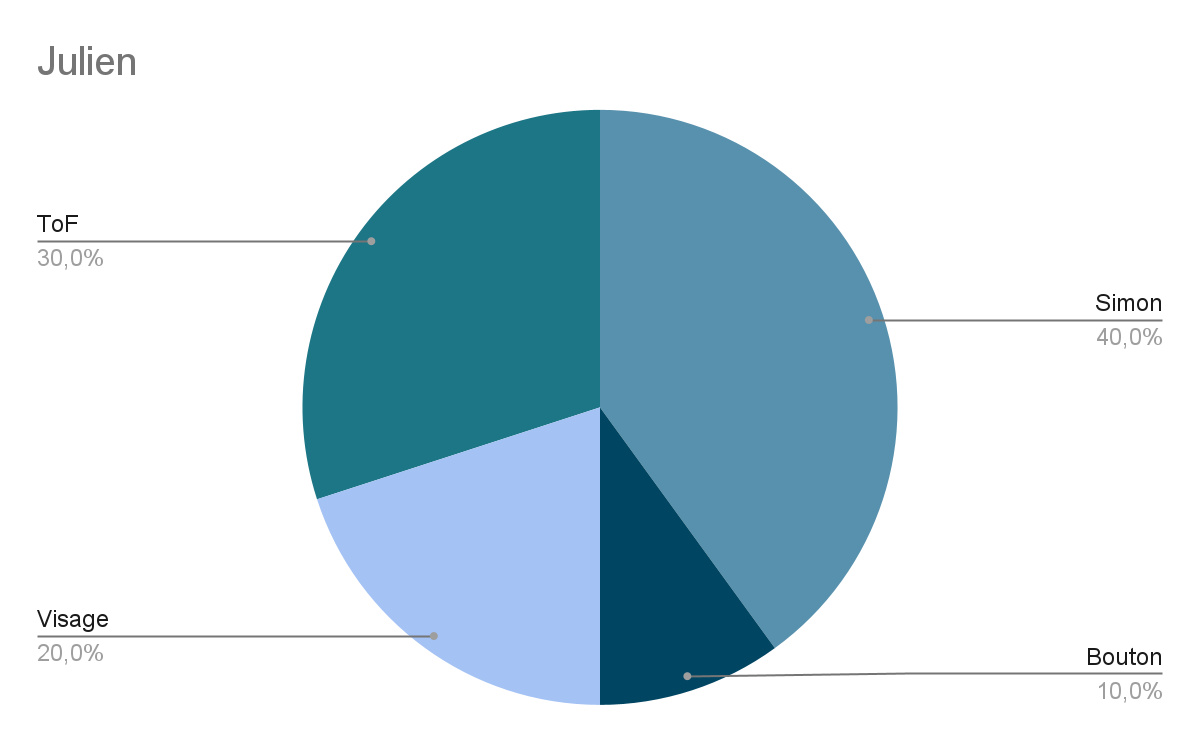 Julien
ToF
30,0%
Simon
40,0%
Visage
20,0%
Bouton
10,0%